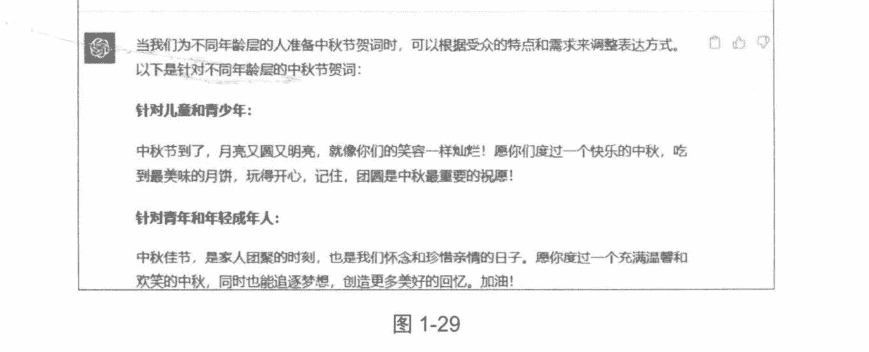 当我们为不同年龄层的人准备中秋节贺词时，可以根据受众的特点和需求来调整表达方式。
以下是针对不同年龄层的中秋节贺词：
针对儿童和青少年：
中秋节到了，月亮又圆又明亮，就像你们的笑容一样灿烂！愿你们度过一个快乐的中秋，吃
到最美味的月饼，玩得开心，记住，团圆是中秋最重要的祝愿！
针对青年和年轻成年人：
中秋佳节，是家人团聚的时刻，也是我们怀念和珍惜亲情的日子。愿你度过一个充满温馨和
欢笑的中秋，同时也能追逐梦想，创造更多美好的回忆。加油！
图 1-29